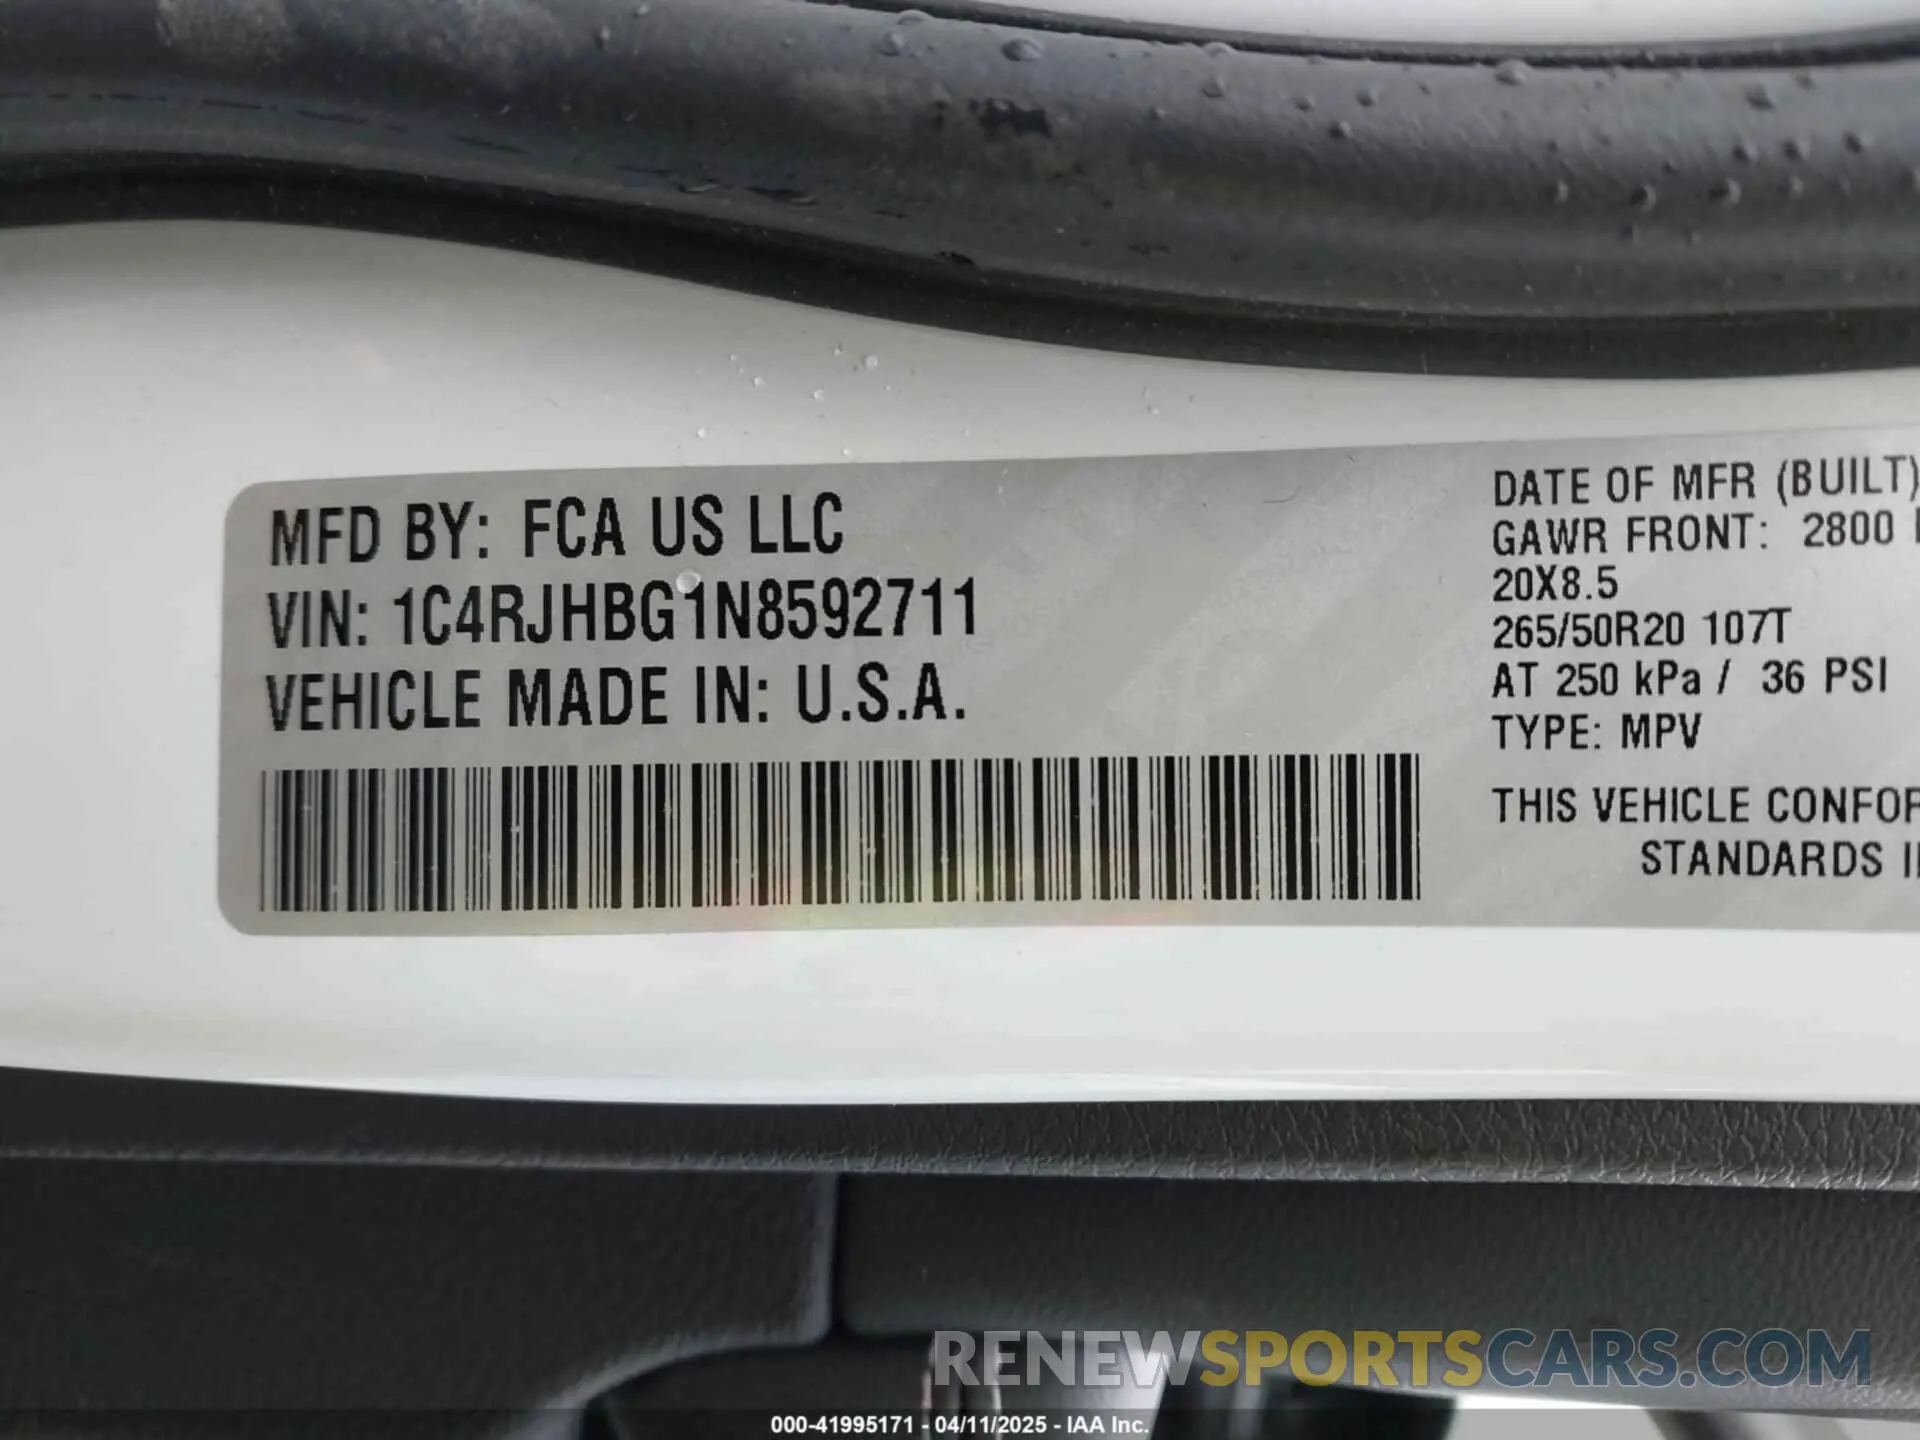 MFD BY: FCA US LLC
VIN: 1C4RJHBG1N8592711
VEHICLE MADE IN: U.S.A.
DATE OF MFR (BUILT)
GAWR FRONT: 2800
20X8.5
265/50R20 107T
AT 250 kPa / 36 PSI
TYPE: MPV
THIS VEHICLE
STANDARDS
RENEWSPORTSCARS.COM
000-41995171 - 04/11/2025 - IAA Inc.